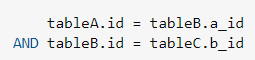 tableA.id = tableB.a_id
AND tableB.id = tableC.b_id